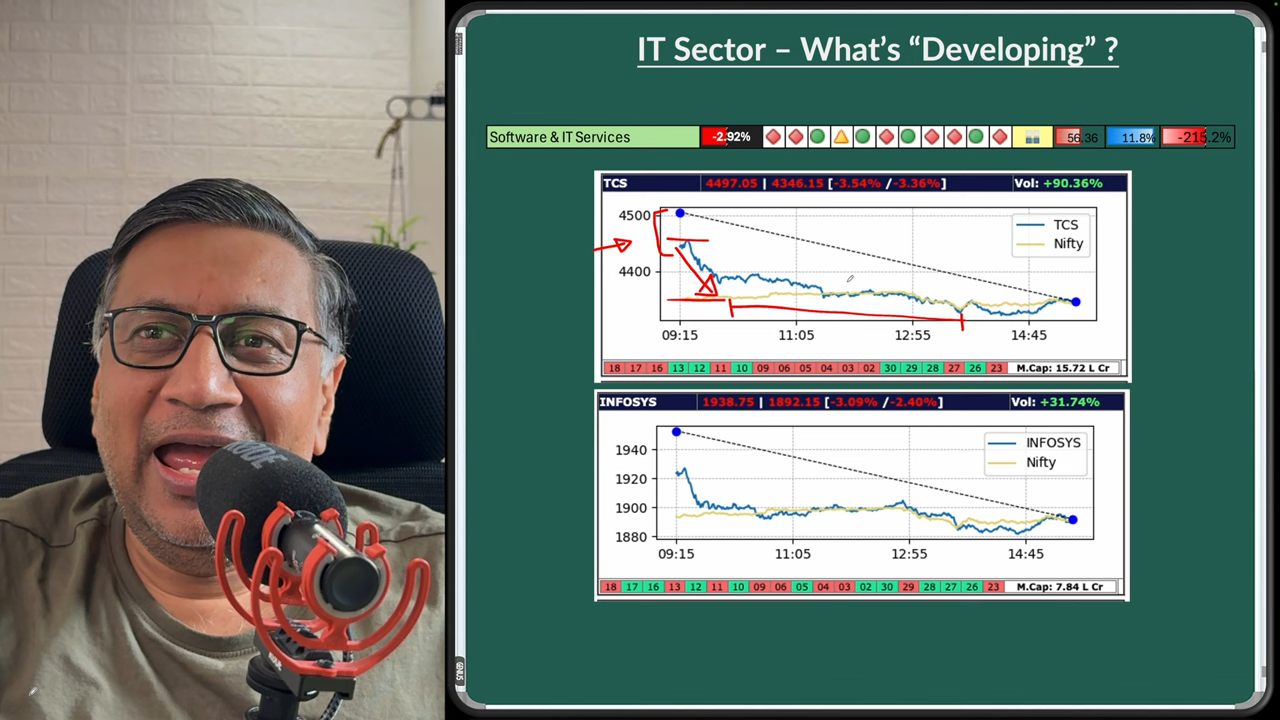 IT Sector – What's “Developing” ?
Software & IT Services -2.92% 56.36 11.8% -215.2%
TCS 4497.05 | 4346.15 [-3.54% /-3.36%] Vol: +90.36%
4500
4400
TCS
Nifty
09:15 11:05 12:55 14:45
18 17 16 13 12 11 10 09 06 05 04 03 02 30 29 28 27 26 23 M.Cap: 15.72 L Cr
INFOSYS 1938.75 | 1892.15 [-3.09% /-2.40%] Vol: +31.74%
1940
1920
1900
1880
INFOSYS
Nifty
09:15 11:05 12:55 14:45
18 17 16 13 12 11 10 09 06 05 04 03 02 30 29 28 27 26 23 M.Cap: 7.84 L Cr
RODE
GENIUS